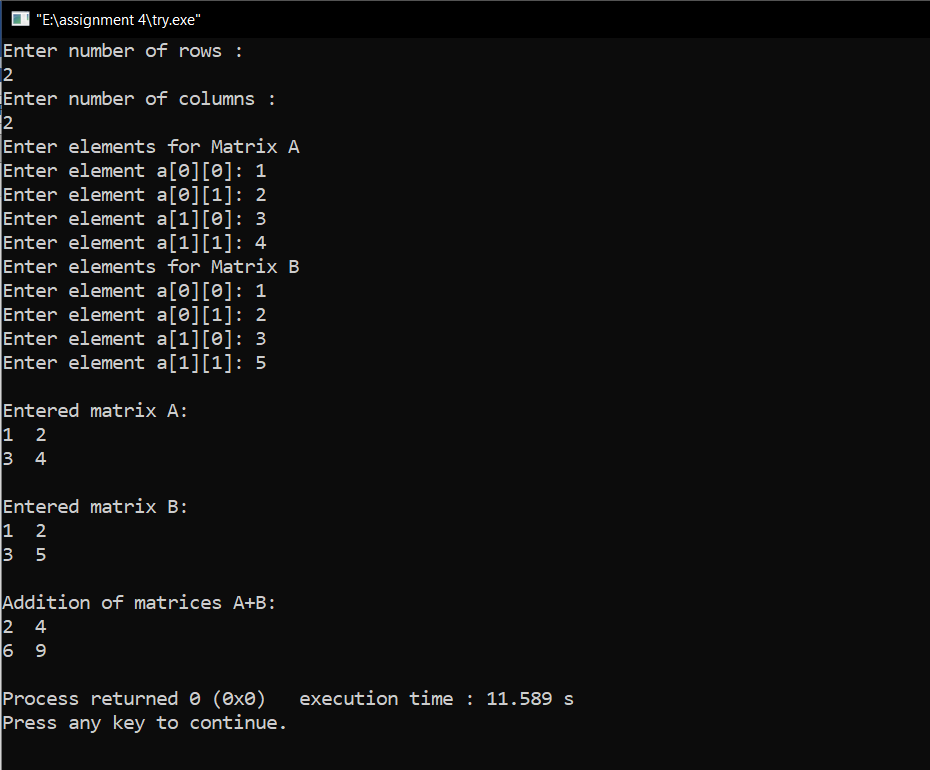 "E:\assignment 4\try.exe"
Enter number of rows :
2
Enter number of columns :
2
Enter elements for Matrix A
Enter element a[0][0]: 1
Enter element a[0][1]: 2
Enter element a[1][0]: 3
Enter element a[1][1]: 4
Enter elements for Matrix B
Enter element a[0][0]: 1
Enter element a[0][1]: 2
Enter element a[1][0]: 3
Enter element a[1][1]: 5
Entered matrix A:
1  2
3  4
Entered matrix B:
1  2
3  5
Addition of matrices A+B:
2  4
6  9
Process returned 0 (0x0)   execution time : 11.589 s
Press any key to continue.